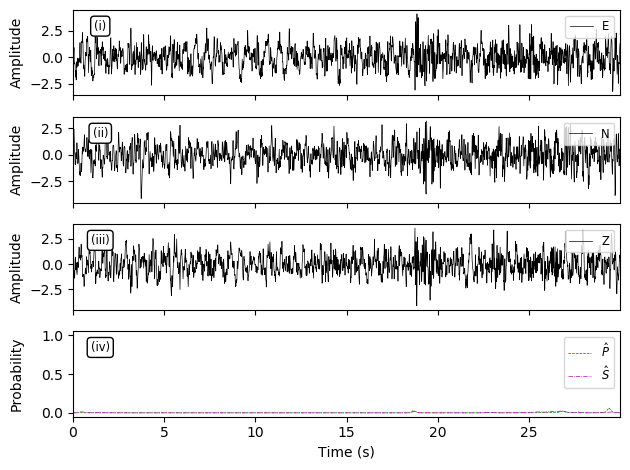 (i)
E
Amplitude
2.5
0.0
−2.5
(ii)
N
Amplitude
2.5
0.0
−2.5
(iii)
Z
Amplitude
2.5
0.0
−2.5
(iv)
P̂
Ŝ
Probability
1.0
0.5
0.0
0 5 10 15 20 25
Time (s)